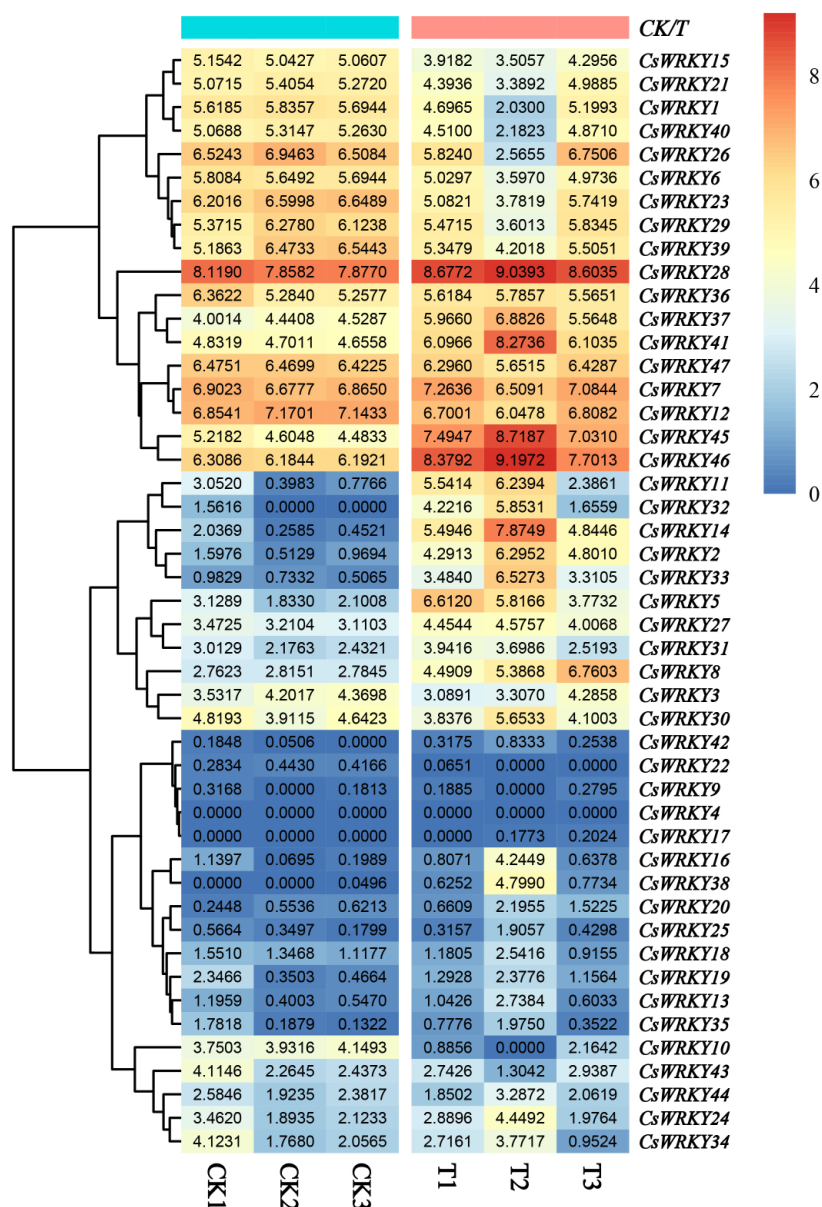 CK/T
5.1542 5.0427 5.0607 3.9182 3.5057 4.2956 CsWRKY15
5.0715 5.4054 5.2720 4.3936 3.3892 4.9885 CsWRKY21
5.6185 5.8357 5.6944 4.6965 2.0300 5.1993 CsWRKY1
5.0688 5.3147 5.2630 4.5100 2.1823 4.8710 CsWRKY40
6.5243 6.9463 6.5084 5.8240 2.5655 6.7506 CsWRKY26
5.8084 5.6492 5.6944 5.0297 3.5970 4.9736 CsWRKY6
6.2016 6.5998 6.6489 5.0821 3.7819 5.7419 CsWRKY23
5.3715 6.2780 6.1238 5.4715 3.6013 5.8345 CsWRKY29
5.1863 6.4733 6.5443 5.3479 4.2018 5.5051 CsWRKY39
8.1190 7.8582 7.8770 8.6772 9.0393 8.6035 CsWRKY28
6.3622 5.2840 5.2577 5.6184 5.7857 5.5651 CsWRKY36
4.0014 4.4408 4.5287 5.9660 6.8826 5.5648 CsWRKY37
4.8319 4.7011 4.6558 6.0966 8.2736 6.1035 CsWRKY41
6.4751 6.4699 6.4225 6.2960 5.6515 6.4287 CsWRKY47
6.9023 6.6777 6.8650 7.2636 6.5091 7.0844 CsWRKY7
6.8541 7.1701 7.1433 6.7001 6.0478 6.8082 CsWRKY12
5.2182 4.6048 4.4833 7.4947 8.7187 7.0310 CsWRKY45
6.3086 6.1844 6.1921 8.3792 9.1972 7.7013 CsWRKY46
3.0520 0.3983 0.7766 5.5414 6.2394 2.3861 CsWRKY11
1.5616 0.0000 0.0000 4.2216 5.8531 1.6559 CsWRKY32
2.0369 0.2585 0.4521 5.4946 7.8749 4.8446 CsWRKY14
1.5976 0.5129 0.9694 4.2913 6.2952 4.8010 CsWRKY2
0.9829 0.7332 0.5065 3.4840 6.5273 3.3105 CsWRKY33
3.1289 1.8330 2.1008 6.6120 5.8166 3.7732 CsWRKY5
3.4725 3.2104 3.1103 4.4544 4.5757 4.0068 CsWRKY27
3.0129 2.1763 2.4321 3.9416 3.6986 2.5193 CsWRKY31
2.7623 2.8151 2.7845 4.4909 5.3868 6.7603 CsWRKY8
3.5317 4.2017 4.3698 3.0891 3.3070 4.2858 CsWRKY3
4.8193 3.9115 4.6423 3.8376 5.6533 4.1003 CsWRKY30
0.1848 0.0506 0.0000 0.3175 0.8333 0.2538 CsWRKY42
0.2834 0.4430 0.4166 0.0651 0.0000 0.0000 CsWRKY22
0.3168 0.0000 0.1813 0.1885 0.0000 0.2795 CsWRKY9
0.0000 0.0000 0.0000 0.0000 0.0000 0.0000 CsWRKY4
0.0000 0.0000 0.0000 0.0000 0.1773 0.2024 CsWRKY17
1.1397 0.0695 0.1989 0.8071 4.2449 0.6378 CsWRKY16
0.0000 0.0000 0.0496 0.6252 4.7990 0.7734 CsWRKY38
0.2448 0.5536 0.6213 0.6609 2.1955 1.5225 CsWRKY20
0.5664 0.3497 0.1799 0.3157 1.9057 0.4298 CsWRKY25
1.5510 1.3468 1.1177 1.1805 2.5416 0.9155 CsWRKY18
2.3466 0.3503 0.4664 1.2928 2.3776 1.1564 CsWRKY19
1.1959 0.4003 0.5470 1.0426 2.7384 0.6033 CsWRKY13
1.7818 0.1879 0.1322 0.7776 1.9750 0.3522 CsWRKY35
3.7503 3.9316 4.1493 0.8856 0.0000 2.1642 CsWRKY10
4.1146 2.2645 2.4373 2.7426 1.3042 2.9387 CsWRKY43
2.5846 1.9235 2.3817 1.8502 3.2872 2.0619 CsWRKY44
3.4620 1.8935 2.1233 2.8896 4.4492 1.9764 CsWRKY24
4.1231 1.7680 2.0565 2.7161 3.7717 0.9524 CsWRKY34
CK1 CK2 CK3 T1 T2 T3
8
6
4
2
0